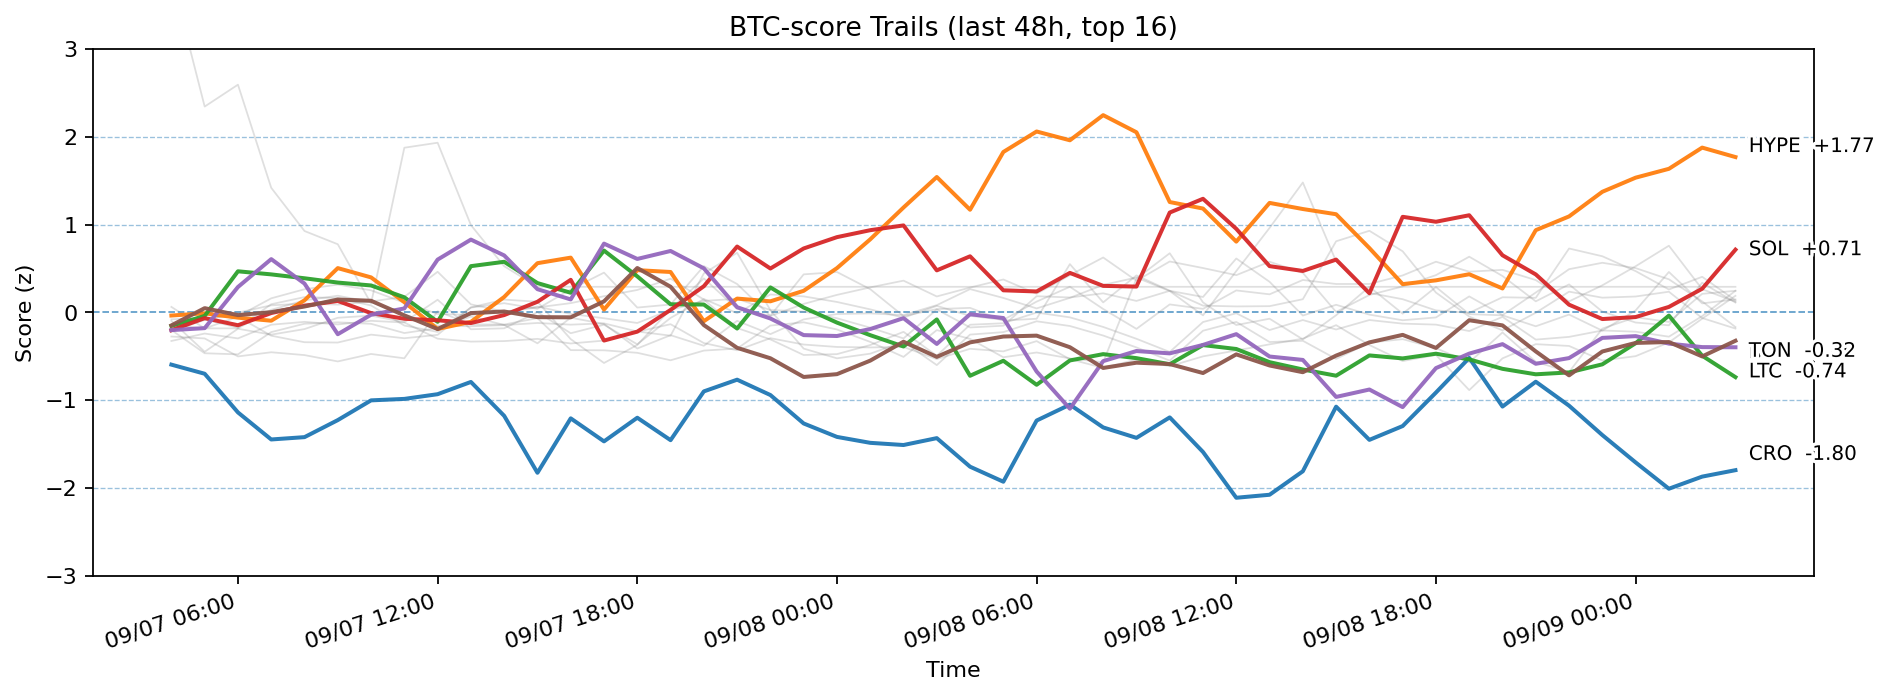 BTC-score Trails (last 48h, top 16)
Score (z)
3
2
1
0
−1
−2
−3
HYPE +1.77
SOL +0.71
TON -0.32
LTC -0.74
CRO -1.80
09/07 06:00
09/07 12:00
09/07 18:00
09/08 00:00
09/08 06:00
09/08 12:00
09/08 18:00
09/09 00:00
Time